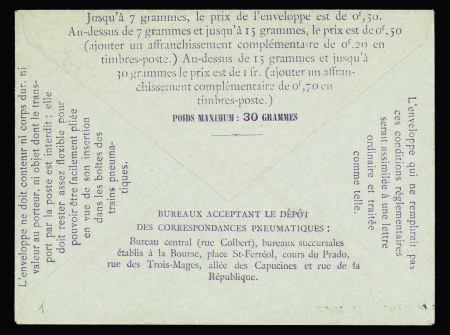 Jusqu'à 7 grammes, le prix de l'enveloppe est de 0f,30.
Au-dessus de 7 grammes et jusqu'à 15 grammes, le prix est de 0f,50
(ajouter un affranchissement complémentaire de 0f.20 en
timbres-poste.) Au-dessus de 15 grammes et jusqu'à
30 grammes le prix est de 1 fr. (ajouter un affran-
chissement complémentaire de 0f,70 en
timbres-poste.)
POIDS MAXIMUM : 30 GRAMMES
L'enveloppe ne doit contenir ni corps dur, ni
valeur au porteur, ni objet dont le trans-
port par la poste est interdit ; elle
doit rester assez flexible pour
pouvoir être facilement pliée
en vue de son insertion
dans les boîtes des
trains pneuma-
tiques.
L'enveloppe qui ne remplirait pas
ces conditions réglementaires
serait assimilée à une lettre
ordinaire et traitée
comme telle.
BUREAUX ACCEPTANT LE DÉPÔT
DES CORRESPONDANCES PNEUMATIQUES :
Bureau central (rue Colbert), bureaux succursales
établis à la Bourse, place St-Ferréol, cours du Prado,
rue des Trois-Mages, allée des Capucines et rue de la
République.
1